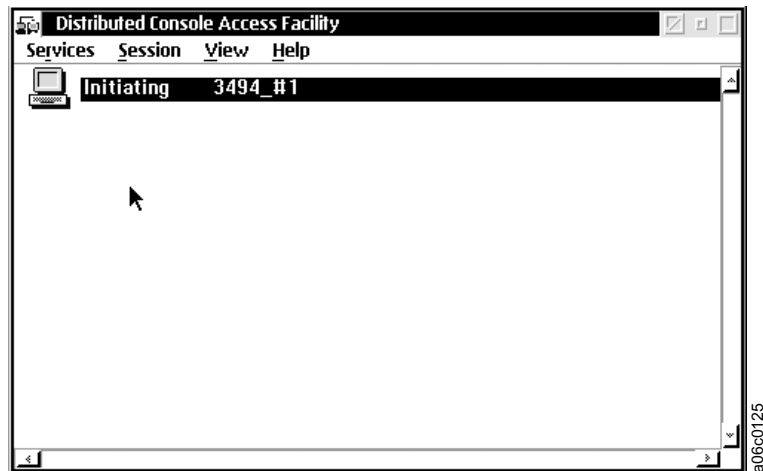 Distributed Console Access Facility
Services Session View Help
Initiating 3494_#1
a06c0125